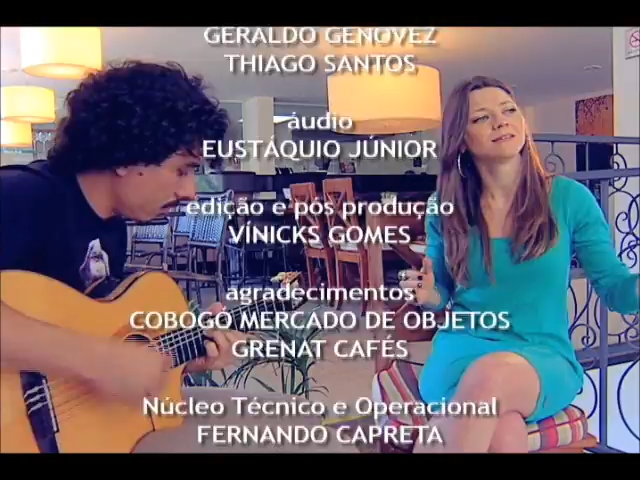 GERALDO GENOVEZ
THIAGO SANTOS
áudio
EUSTÁQUIO JÚNIOR
edição e pós produção
VÍNICKS GOMES
agradecimentos
COBOGÓ MERCADO DE OBJETOS
GRENAT CAFÉS
Núcleo Técnico e Operacional
FERNANDO CAPRETA